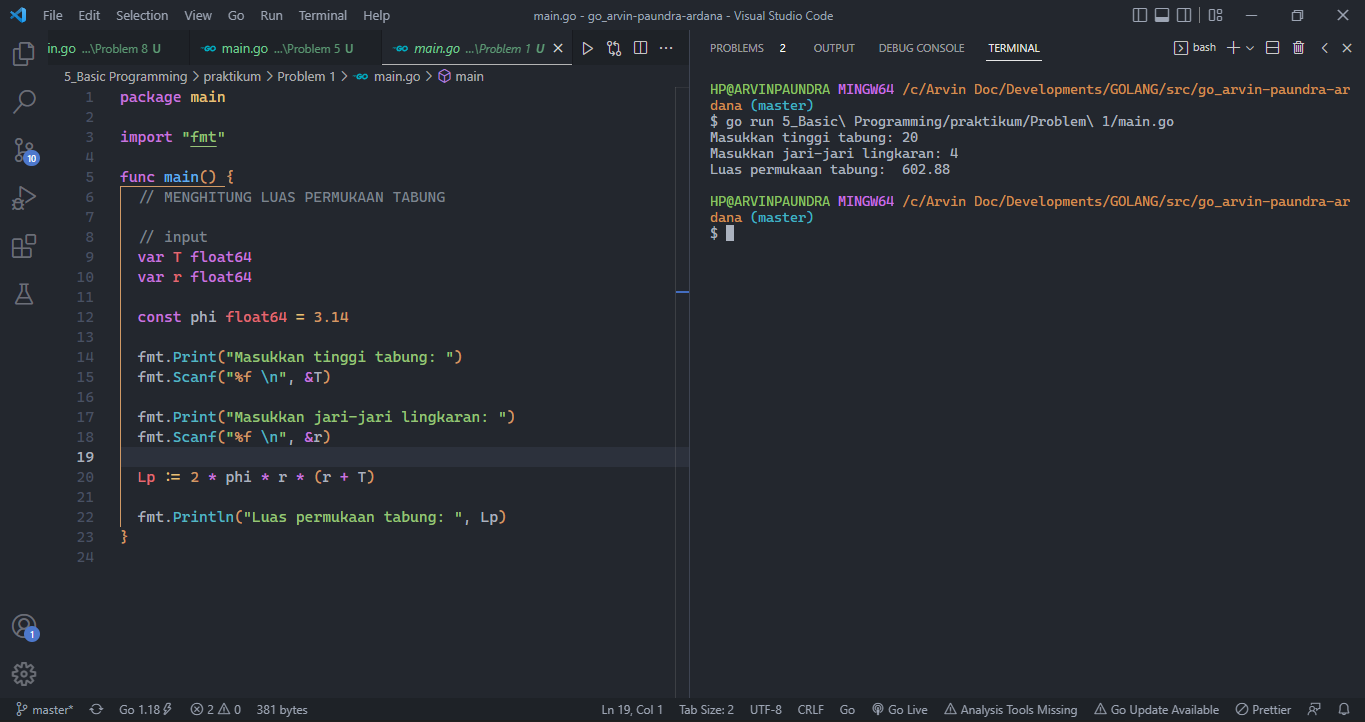 File Edit Selection View Go Run Terminal Help main.go - go_arvin-paundra-ardana - Visual Studio Code
in.go ...\Problem 8 U main.go ...\Problem 5 U main.go ...\Problem 1 U
5_Basic Programming > praktikum > Problem 1 > main.go > main
1 package main
2
3 import "fmt"
4
5 func main() {
6 // MENGHITUNG LUAS PERMUKAAN TABUNG
7
8 // input
9 var T float64
10 var r float64
11
12 const phi float64 = 3.14
13
14 fmt.Print("Masukkan tinggi tabung: ")
15 fmt.Scanf("%f \n", &T)
16
17 fmt.Print("Masukkan jari-jari lingkaran: ")
18 fmt.Scanf("%f \n", &r)
19
20 Lp := 2 * phi * r * (r + T)
21
22 fmt.Println("Luas permukaan tabung: ", Lp)
23 }
24
10
1
PROBLEMS 2 OUTPUT DEBUG CONSOLE TERMINAL bash
HP@ARVINPAUNDRA MINGW64 /c/Arvin Doc/Developments/GOLANG/src/go_arvin-paundra-ar
dana (master)
$ go run 5_Basic\ Programming/praktikum/Problem\ 1/main.go
Masukkan tinggi tabung: 20
Masukkan jari-jari lingkaran: 4
Luas permukaan tabung:  602.88
HP@ARVINPAUNDRA MINGW64 /c/Arvin Doc/Developments/GOLANG/src/go_arvin-paundra-ar
dana (master)
$
master* Go 1.18 2 0 381 bytes Ln 19, Col 1 Tab Size: 2 UTF-8 CRLF Go Go Live Analysis Tools Missing Go Update Available Prettier